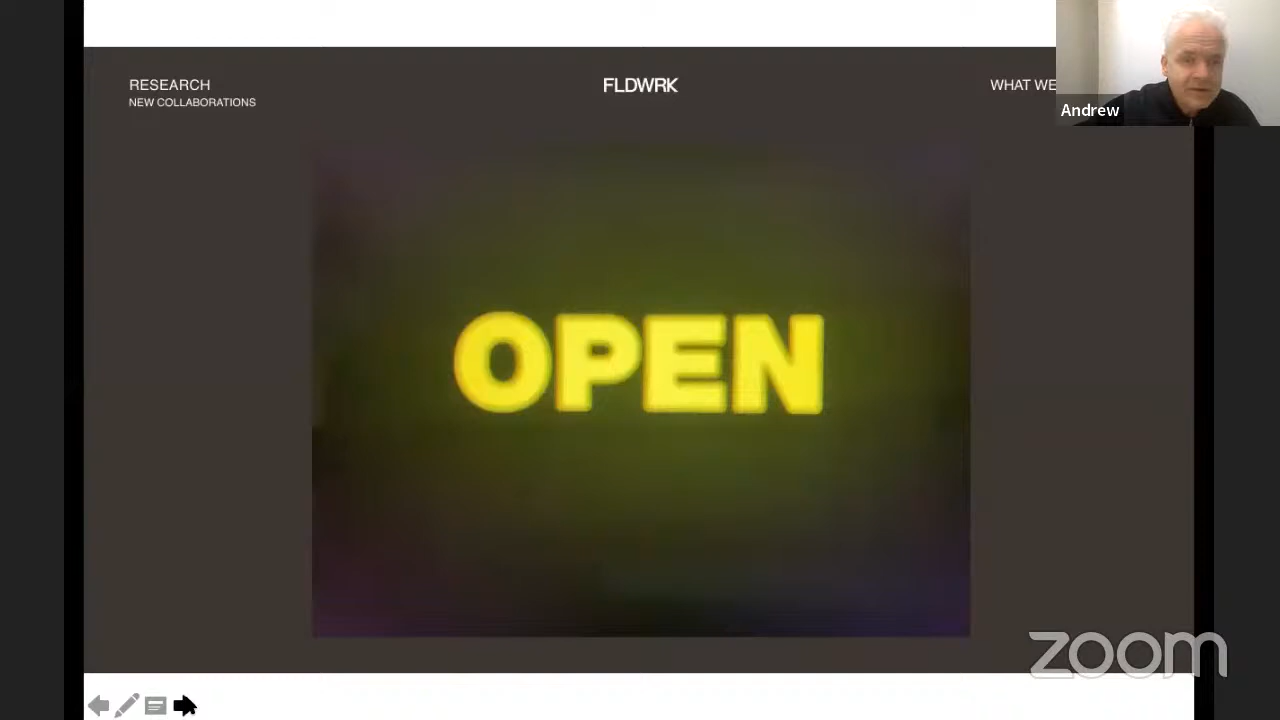 RESEARCH
NEW COLLABORATIONS
FLDWRK
WHAT WE
Andrew
OPEN
zoom